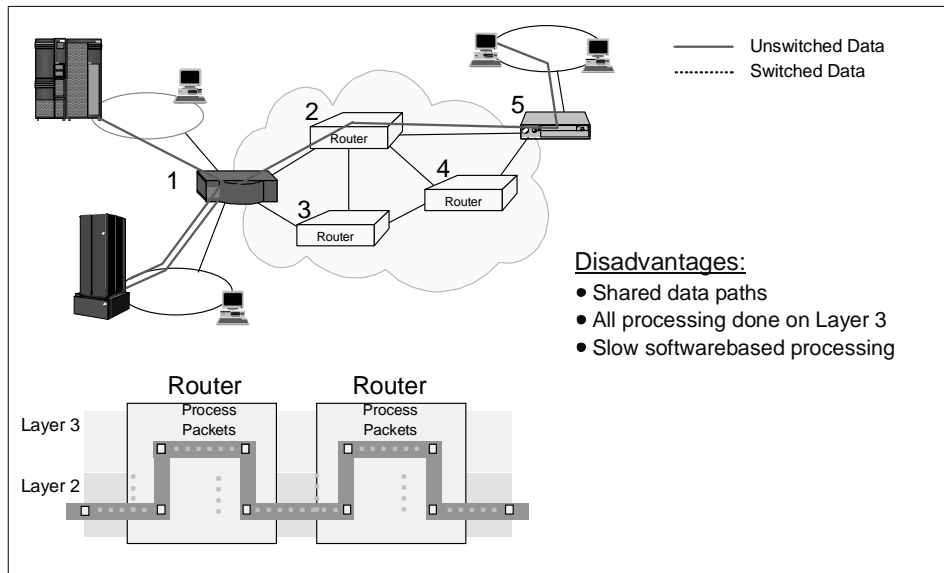 Unswitched Data
Switched Data
5
2
Router
4
1
Router
3
Router
Disadvantages:
• Shared data paths
• All processing done on Layer 3
• Slow softwarebased processing
Router
Router
Process
Packets
Process
Packets
Layer 3
Layer 2